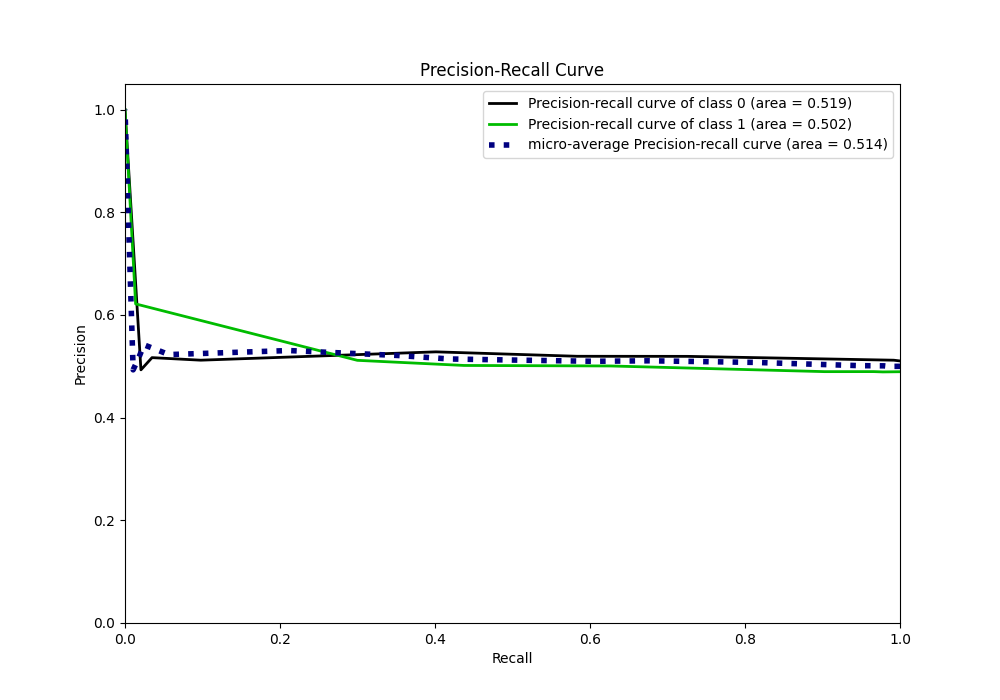 Precision-Recall Curve
Precision-recall curve of class 0 (area = 0.519)
Precision-recall curve of class 1 (area = 0.502)
micro-average Precision-recall curve (area = 0.514)
1.0
0.8
0.6
0.4
0.2
0.0
Precision
0.0 0.2 0.4 0.6 0.8 1.0
Recall